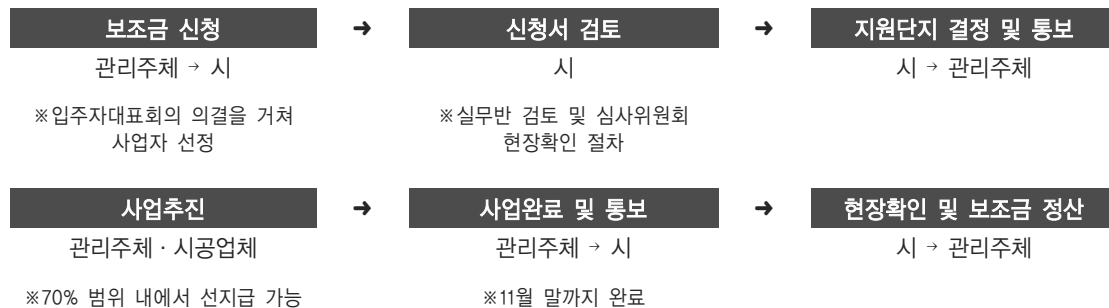 보조금 신청 → 신청서 검토 → 지원단지 결정 및 통보
관리주체 → 시
시
시 → 관리주체
※입주자대표회의 의결을 거쳐
사업자 선정
※실무반 검토 및 심사위원회
현장확인 절차
사업추진 → 사업완료 및 통보 → 현장확인 및 보조금 정산
관리주체 · 시공업체
관리주체 → 시
시 → 관리주체
※70% 범위 내에서 선지급 가능
※11월 말까지 완료